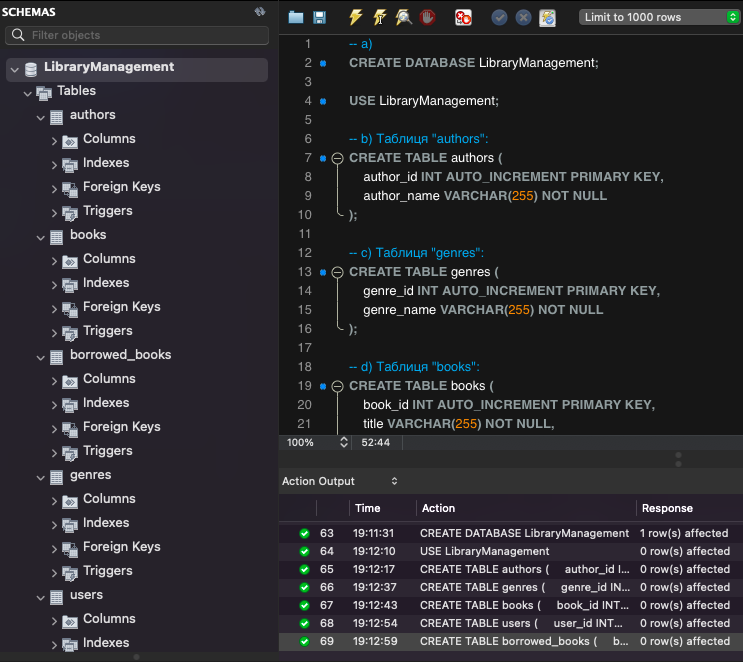 SCHEMAS
Filter objects
LibraryManagement
Tables
authors
Columns
Indexes
Foreign Keys
Triggers
books
Columns
Indexes
Foreign Keys
Triggers
borrowed_books
Columns
Indexes
Foreign Keys
Triggers
genres
Columns
Indexes
Foreign Keys
Triggers
users
Columns
Indexes
Limit to 1000 rows
1 -- a)
2 CREATE DATABASE LibraryManagement;
3
4 USE LibraryManagement;
5
6 -- b) Таблиця "authors":
7 CREATE TABLE authors (
8 author_id INT AUTO_INCREMENT PRIMARY KEY,
9 author_name VARCHAR(255) NOT NULL
10 );
11
12 -- c) Таблиця "genres":
13 CREATE TABLE genres (
14 genre_id INT AUTO_INCREMENT PRIMARY KEY,
15 genre_name VARCHAR(255) NOT NULL
16 );
17
18 -- d) Таблиця "books":
19 CREATE TABLE books (
20 book_id INT AUTO_INCREMENT PRIMARY KEY,
21 title VARCHAR(255) NOT NULL,
100% 52:44
Action Output
Time Action Response
63 19:11:31 CREATE DATABASE LibraryManagement 1 row(s) affected
64 19:12:10 USE LibraryManagement 0 row(s) affected
65 19:12:17 CREATE TABLE authors ( author_id I... 0 row(s) affected
66 19:12:37 CREATE TABLE genres ( genre_id IN... 0 row(s) affected
67 19:12:43 CREATE TABLE books ( book_id INT... 0 row(s) affected
68 19:12:54 CREATE TABLE users ( user_id INT... 0 row(s) affected
69 19:12:59 CREATE TABLE borrowed_books ( b... 0 row(s) affected